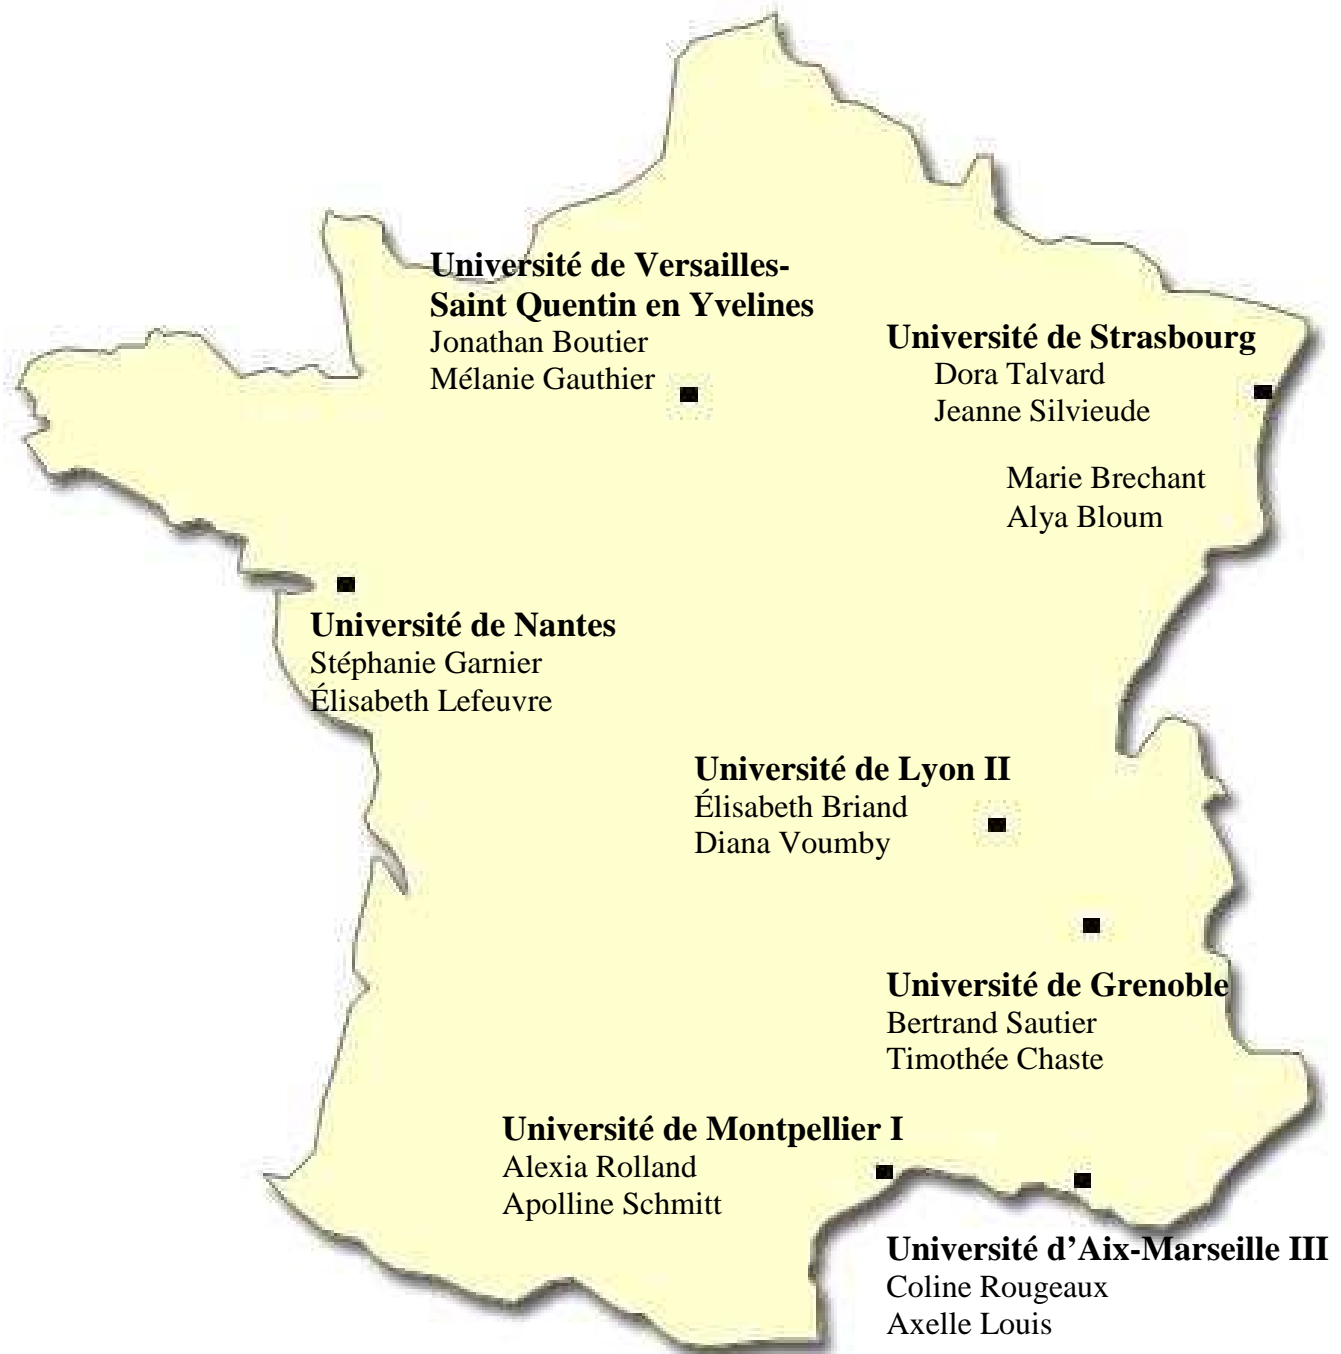 Université de Versailles-
Saint Quentin en Yvelines
Jonathan Boutier
Mélanie Gauthier
Université de Strasbourg
Dora Talvard
Jeanne Silvieude
Marie Brechant
Alya Bloum
Université de Nantes
Stéphanie Garnier
Élisabeth Lefeuvre
Université de Lyon II
Élisabeth Briand
Diana Voumby
Université de Grenoble
Bertrand Sautier
Timothée Chaste
Université de Montpellier I
Alexia Rolland
Apolline Schmitt
Université d’Aix-Marseille III
Coline Rougeaux
Axelle Louis